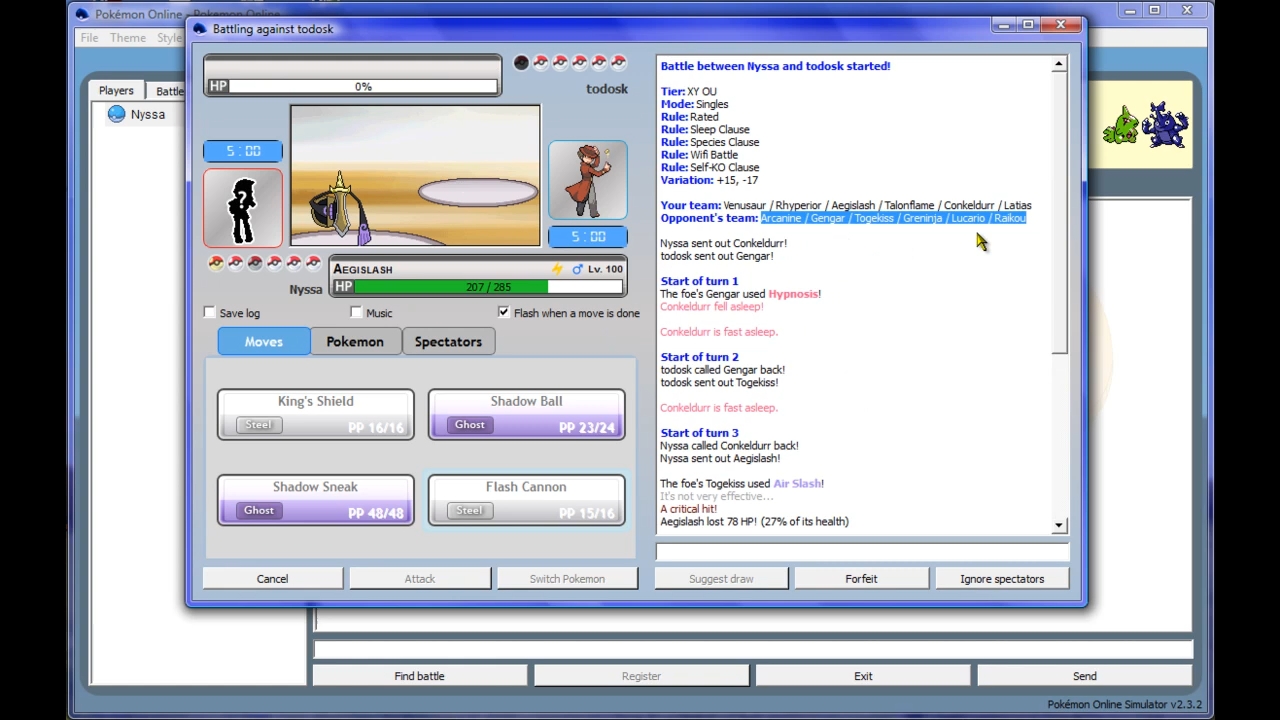 Pokémon Online - Pokémon Online
File Theme Style
Battling against todosk
Players Battle
Nyssa
HP 0%
todosk
5:00
5:00
AEGISLASH Lv. 100
HP 207 / 285
Nyssa
Save log Music Flash when a move is done
Moves Pokemon Spectators
King's Shield
Steel PP 16/16
Shadow Ball
Ghost PP 23/24
Shadow Sneak
Ghost PP 48/48
Flash Cannon
Steel PP 15/16
Cancel Attack Switch Pokemon
Battle between Nyssa and todosk started!
Tier: XY OU
Mode: Singles
Rule: Rated
Rule: Sleep Clause
Rule: Species Clause
Rule: Wifi Battle
Rule: Self-KO Clause
Variation: +15, -17
Your team: Venusaur / Rhyperior / Aegislash / Talonflame / Conkeldurr / Latias
Opponent's team: Arcanine / Gengar / Togekiss / Greninja / Lucario / Raikou
Nyssa sent out Conkeldurr!
todosk sent out Gengar!
Start of turn 1
The foe's Gengar used Hypnosis!
Conkeldurr fell asleep!
Conkeldurr is fast asleep.
Start of turn 2
todosk called Gengar back!
todosk sent out Togekiss!
Conkeldurr is fast asleep.
Start of turn 3
Nyssa called Conkeldurr back!
Nyssa sent out Aegislash!
The foe's Togekiss used Air Slash!
It's not very effective...
A critical hit!
Aegislash lost 78 HP! (27% of its health)
Suggest draw Forfeit Ignore spectators
Find battle Register Exit Send
Pokémon Online Simulator v2.3.2